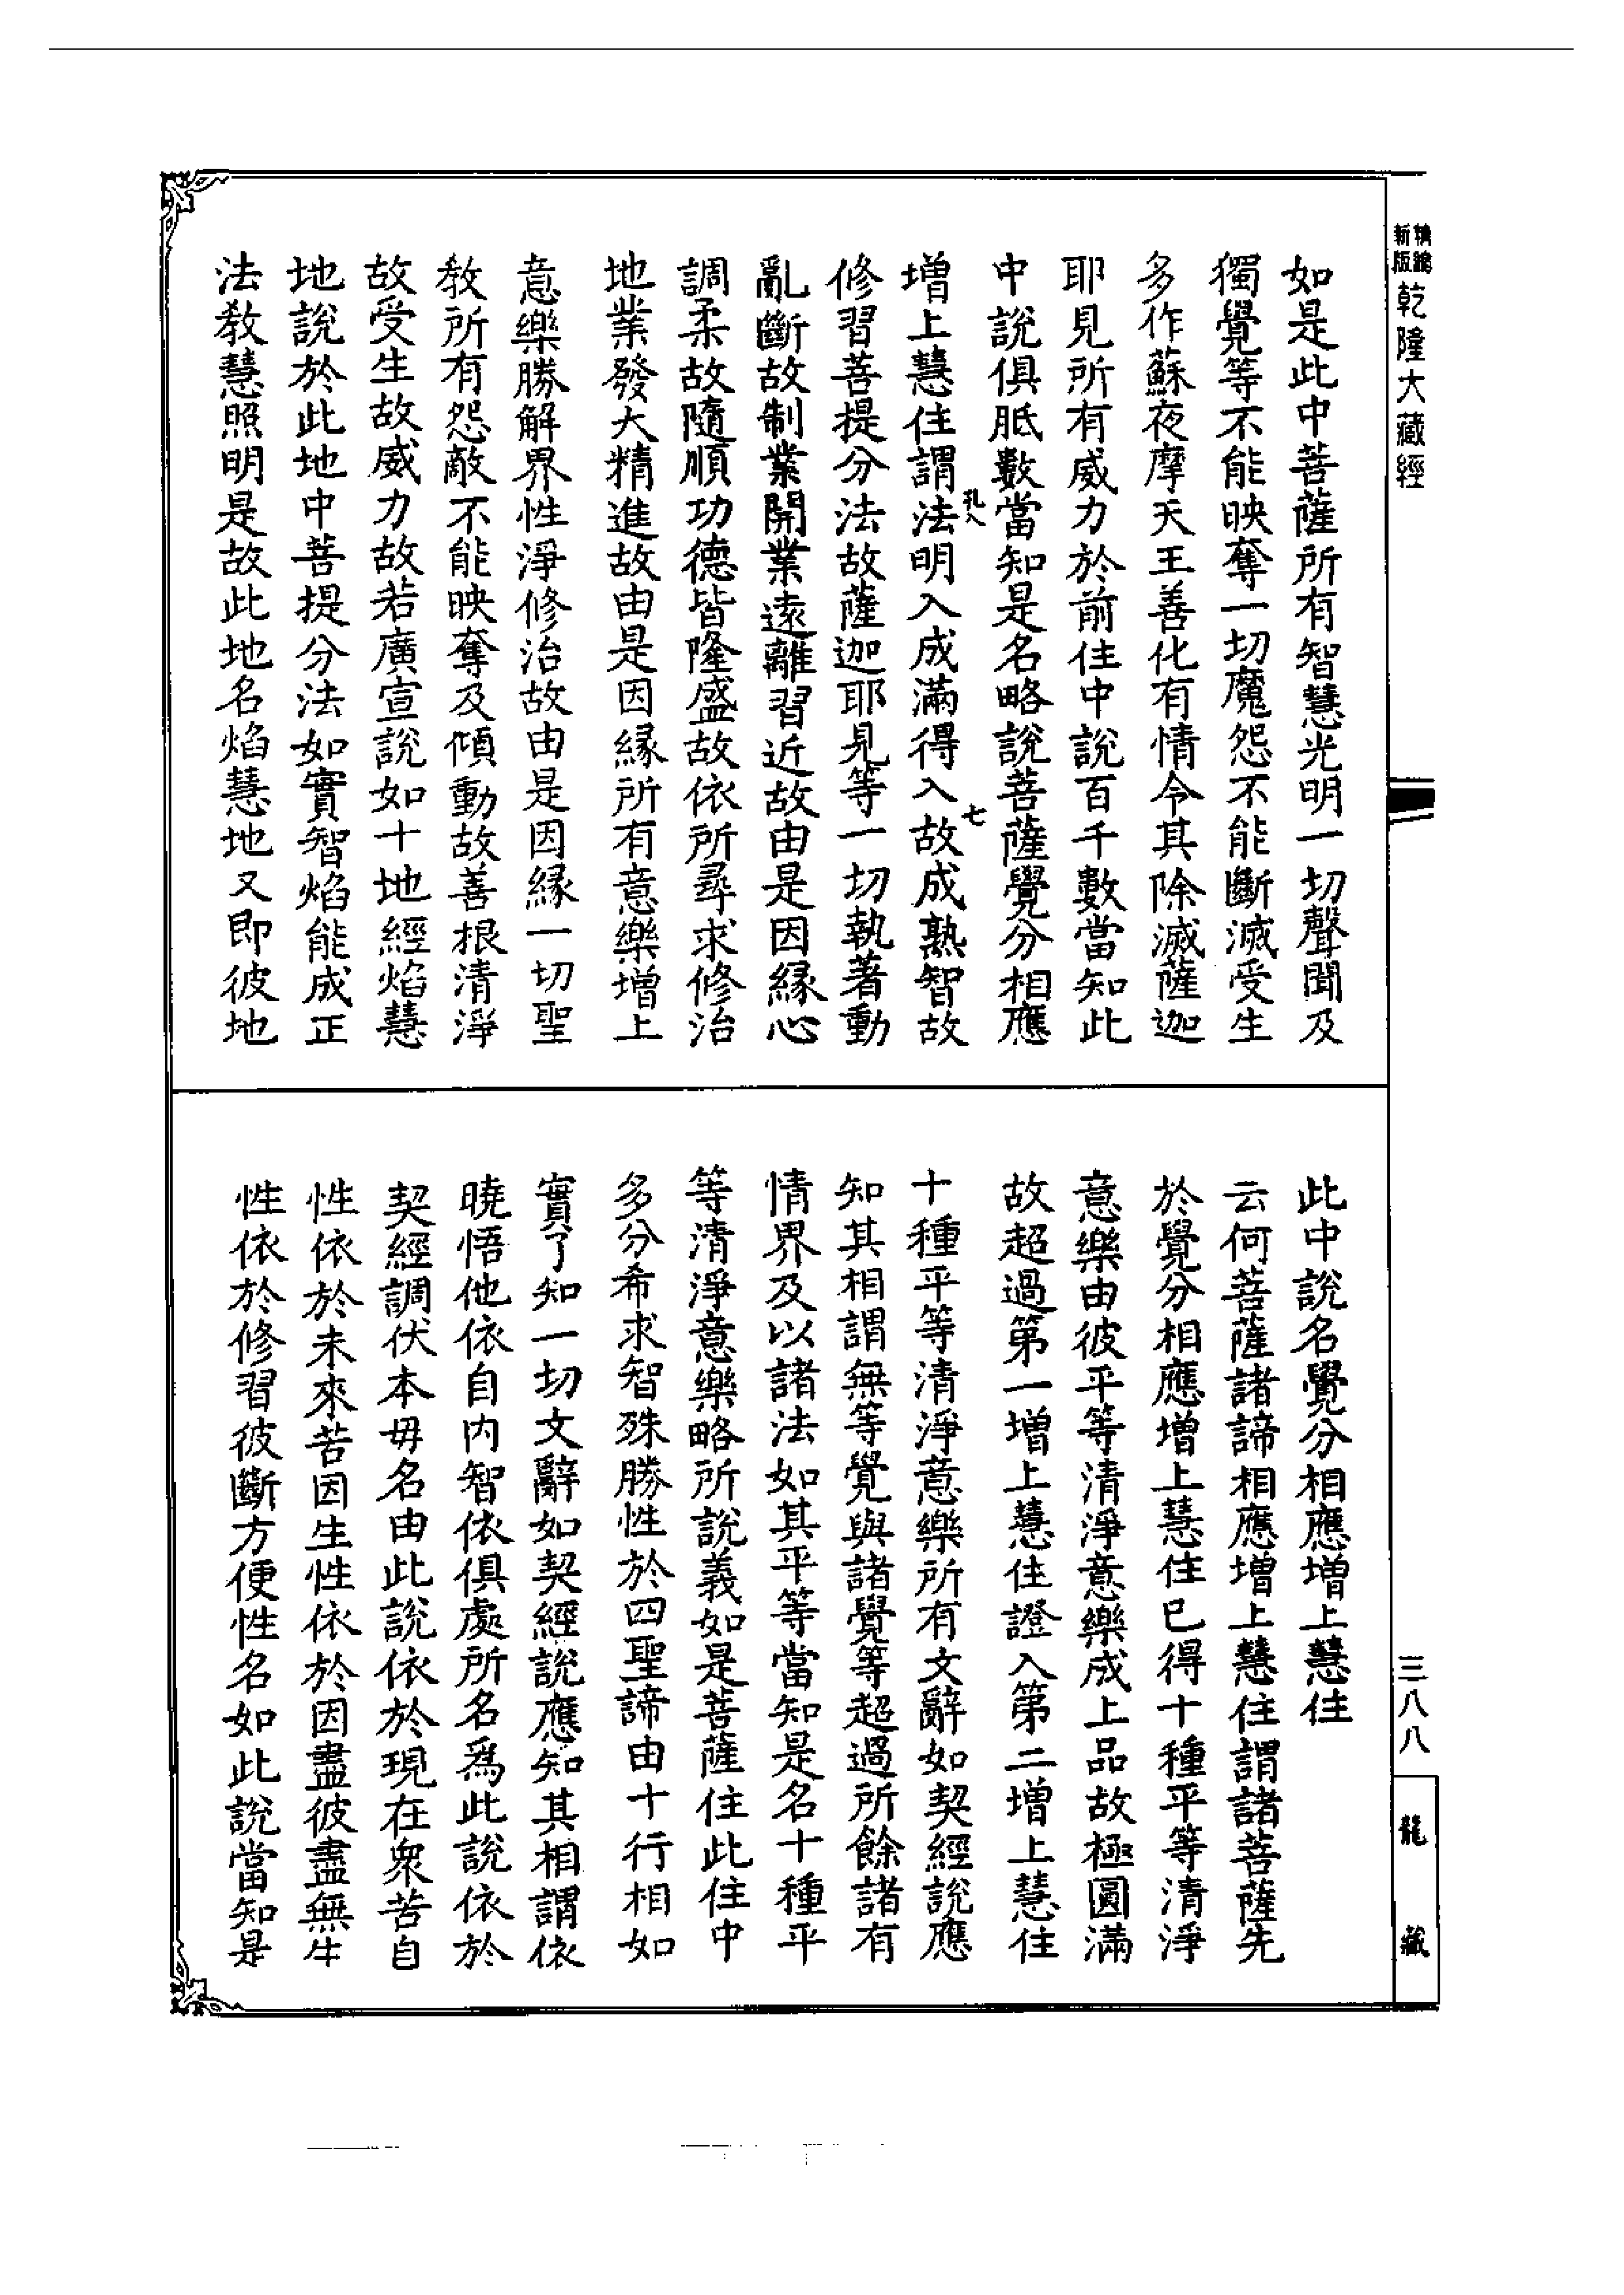 精編
新版
乾隆大藏經
如是此中菩薩所有智慧光明一切聲聞及
獨覺等不能映奪一切魔怨不能斷滅受生
多作蘇夜摩天王善化有情令其除滅薩迦
耶見所有威力於前住中說百千數當知此
中說俱胝數當知是名略說菩薩覺分相應
增上慧住謂法明入成滿得入故成熟智故
修習菩提分法故薩迦耶見等一切執著動
亂斷故制業開業遠離習近故由是因緣心
調柔故隨順功德皆隆盛故依所尋求修治
地業發大精進故由是因緣所有意樂增上
意樂勝解界性淨修治故由是因緣一切聖
教所有怨敵不能映奪及傾動故善根清淨
故受生故威力故若廣宣說如十地經焰慧
地說於此地中菩提分法如實智焰能成正
法教慧照明是故此地名焰慧地又即彼地
七
此中說名覺分相應增上慧住
云何菩薩諸諦相應增上慧住謂諸菩薩先
於覺分相應增上慧住已得十種平等清淨
意樂由彼平等清淨意樂成上品故極圓滿
故超過第一增上慧住證入第二增上慧住
十種平等清淨意樂所有文辭如契經說應
知其相謂無等覺與諸覺等超過所餘諸有
情界及以諸法如其平等當知是名十種平
等清淨意樂略所說義如是菩薩住此住中
多分希求智殊勝性於四聖諦由十行相如
實了知一切文辭如契經說應知其相謂依
曉悟他依自內智依俱處所名為此說依於
契經調伏本母名由此說依於現在眾苦自
性依於未來苦因生性依於因盡彼盡無生
性依於修習彼斷方便性名如此說當知是
三八八
龍藏